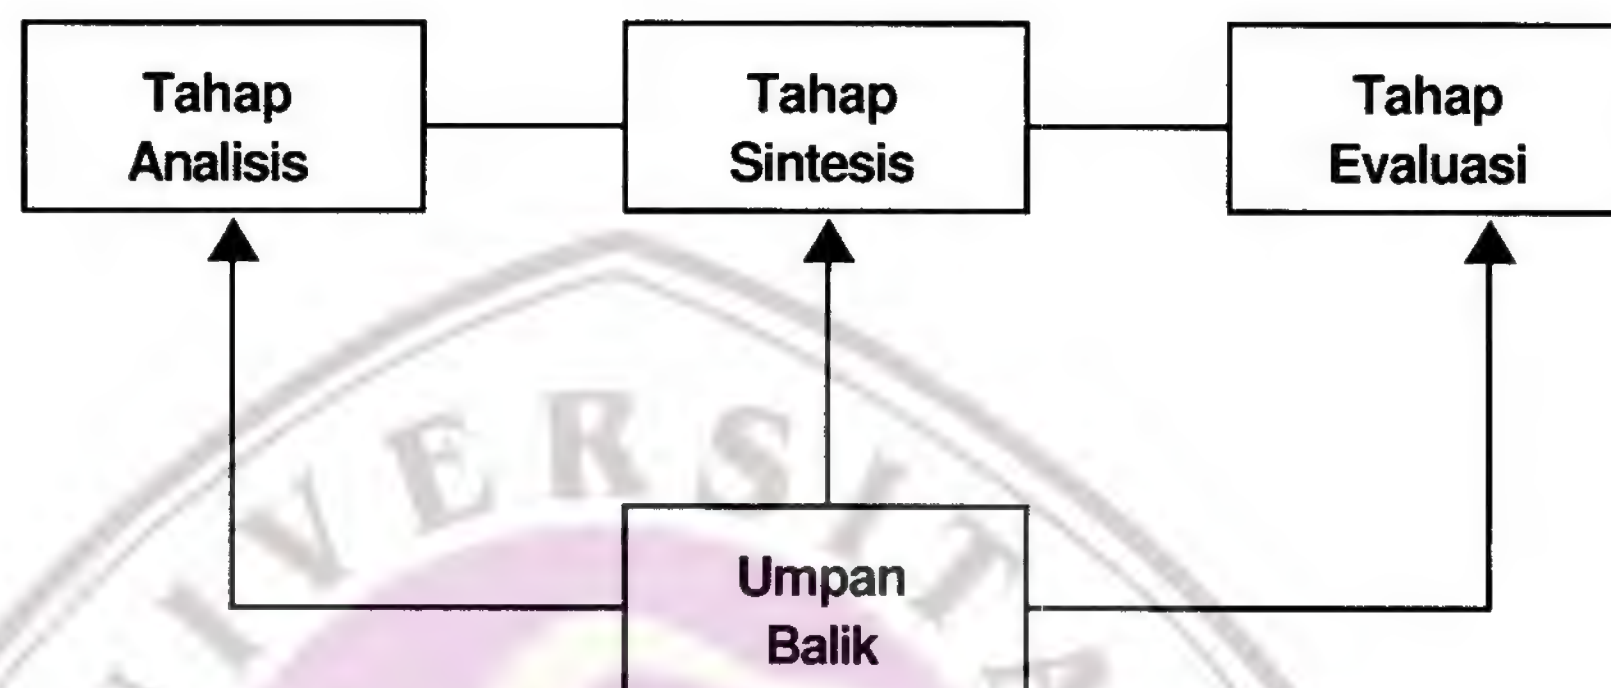 Tahap
Analisis
Tahap
Sintesis
Tahap
Evaluasi
Umpan
Balik